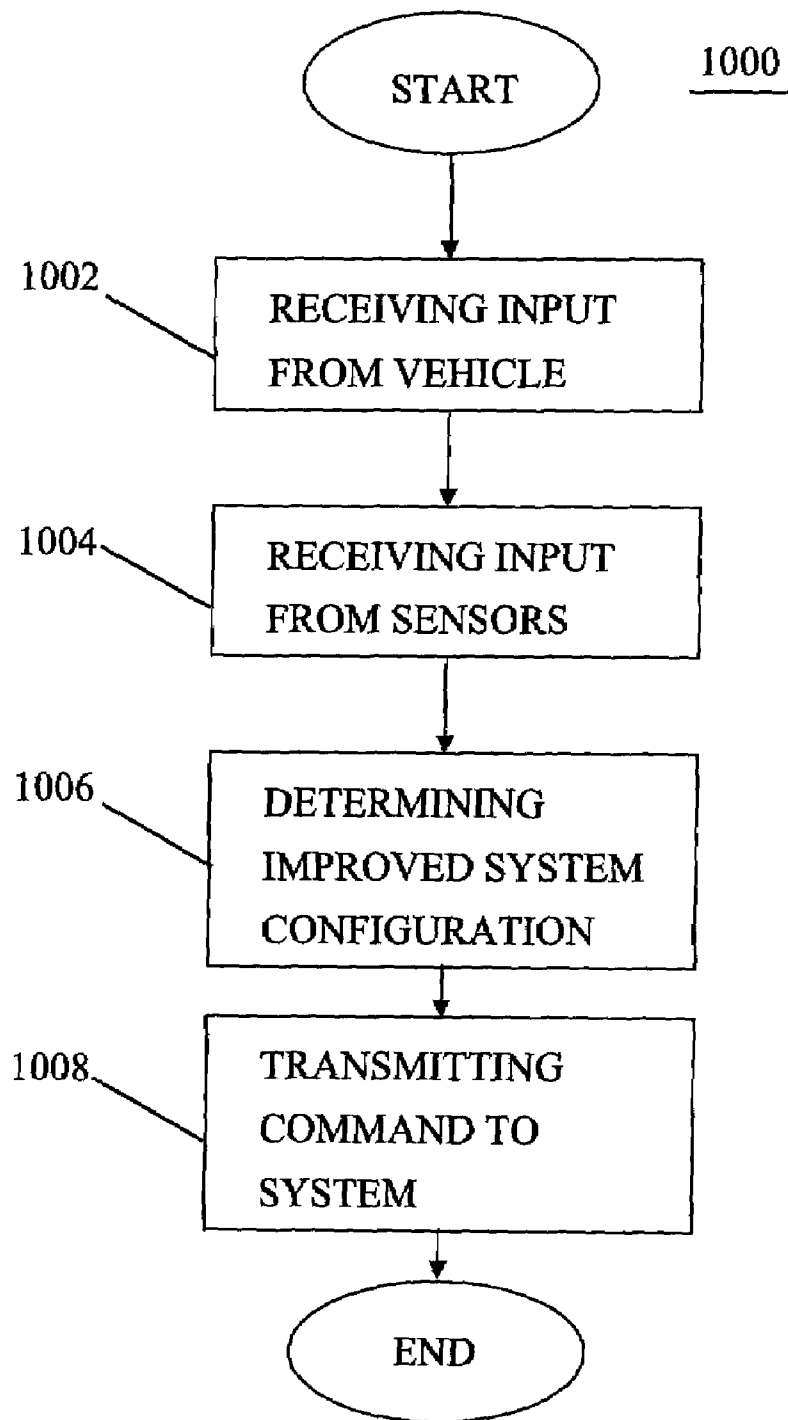 START
1000
1002
RECEIVING INPUT
FROM VEHICLE
1004
RECEIVING INPUT
FROM SENSORS
1006
DETERMINING
IMPROVED SYSTEM
CONFIGURATION
1008
TRANSMITTING
COMMAND TO
SYSTEM
END